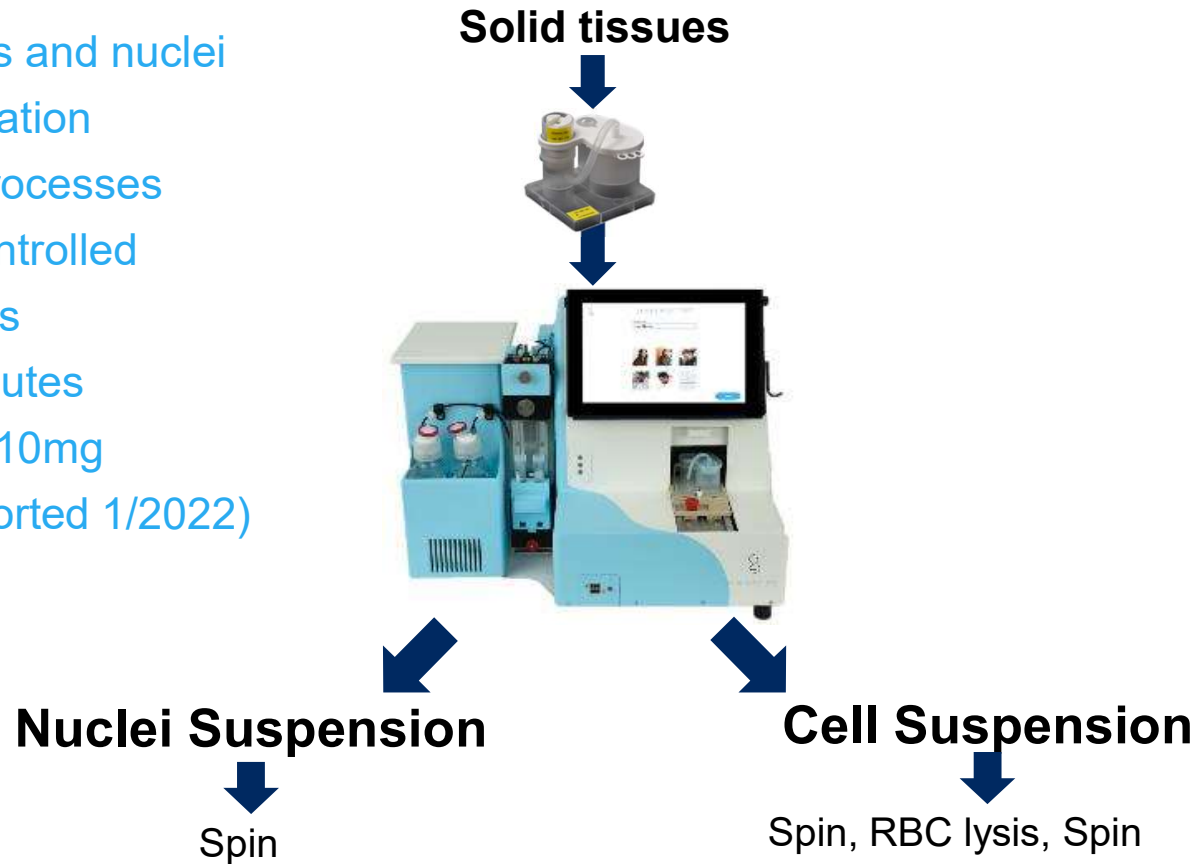 Solid tissues
s and nuclei
ation
rocesses
ntrolled
s
utes
10mg
orted 1/2022)
Nuclei Suspension
Cell Suspension
Spin
Spin, RBC lysis, Spin